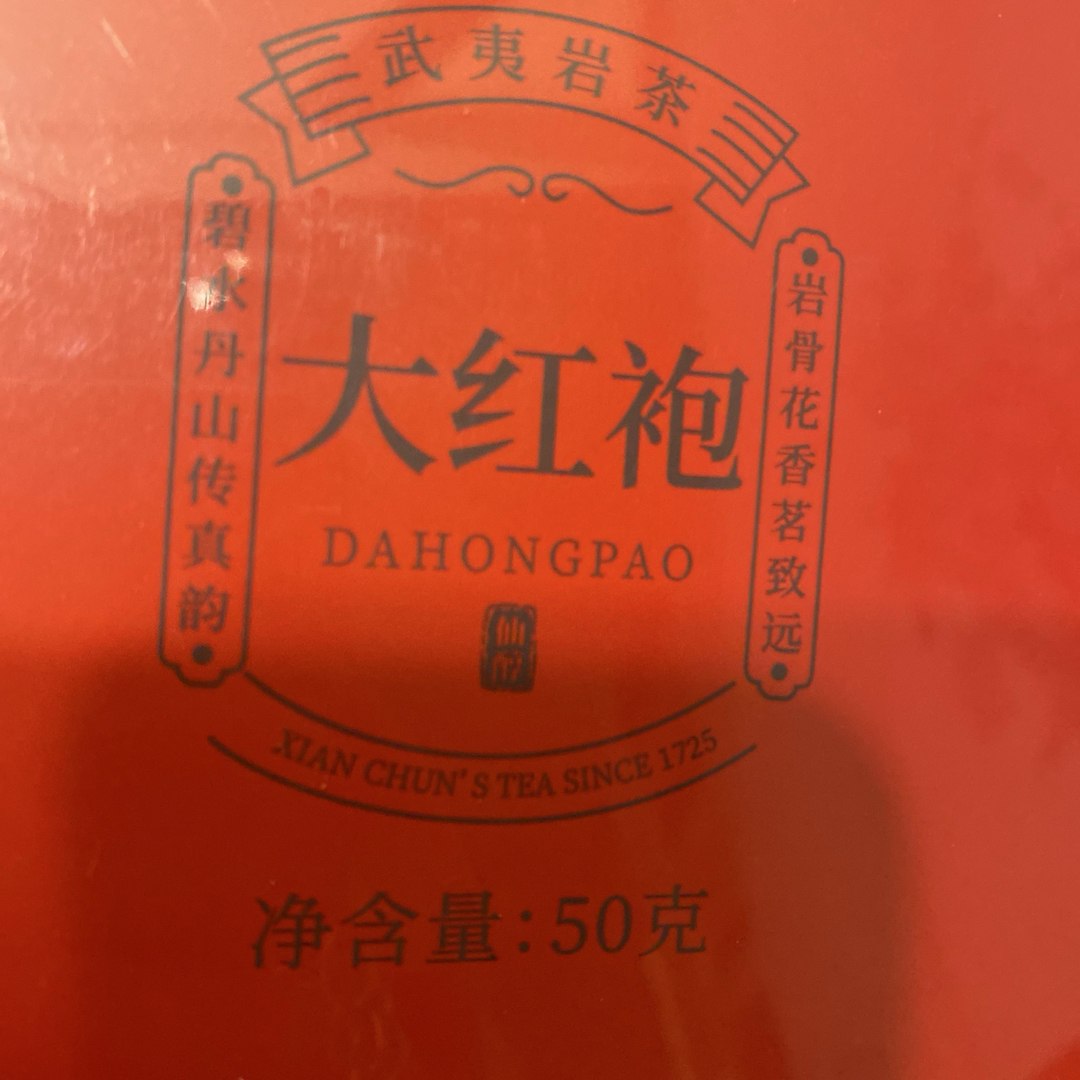 武夷岩茶
碧水丹山传真韵
大红袍
岩骨花香茗致远
DAHONGPAO
XIAN CHUN'S TEA SINCE 1725
净含量:50克